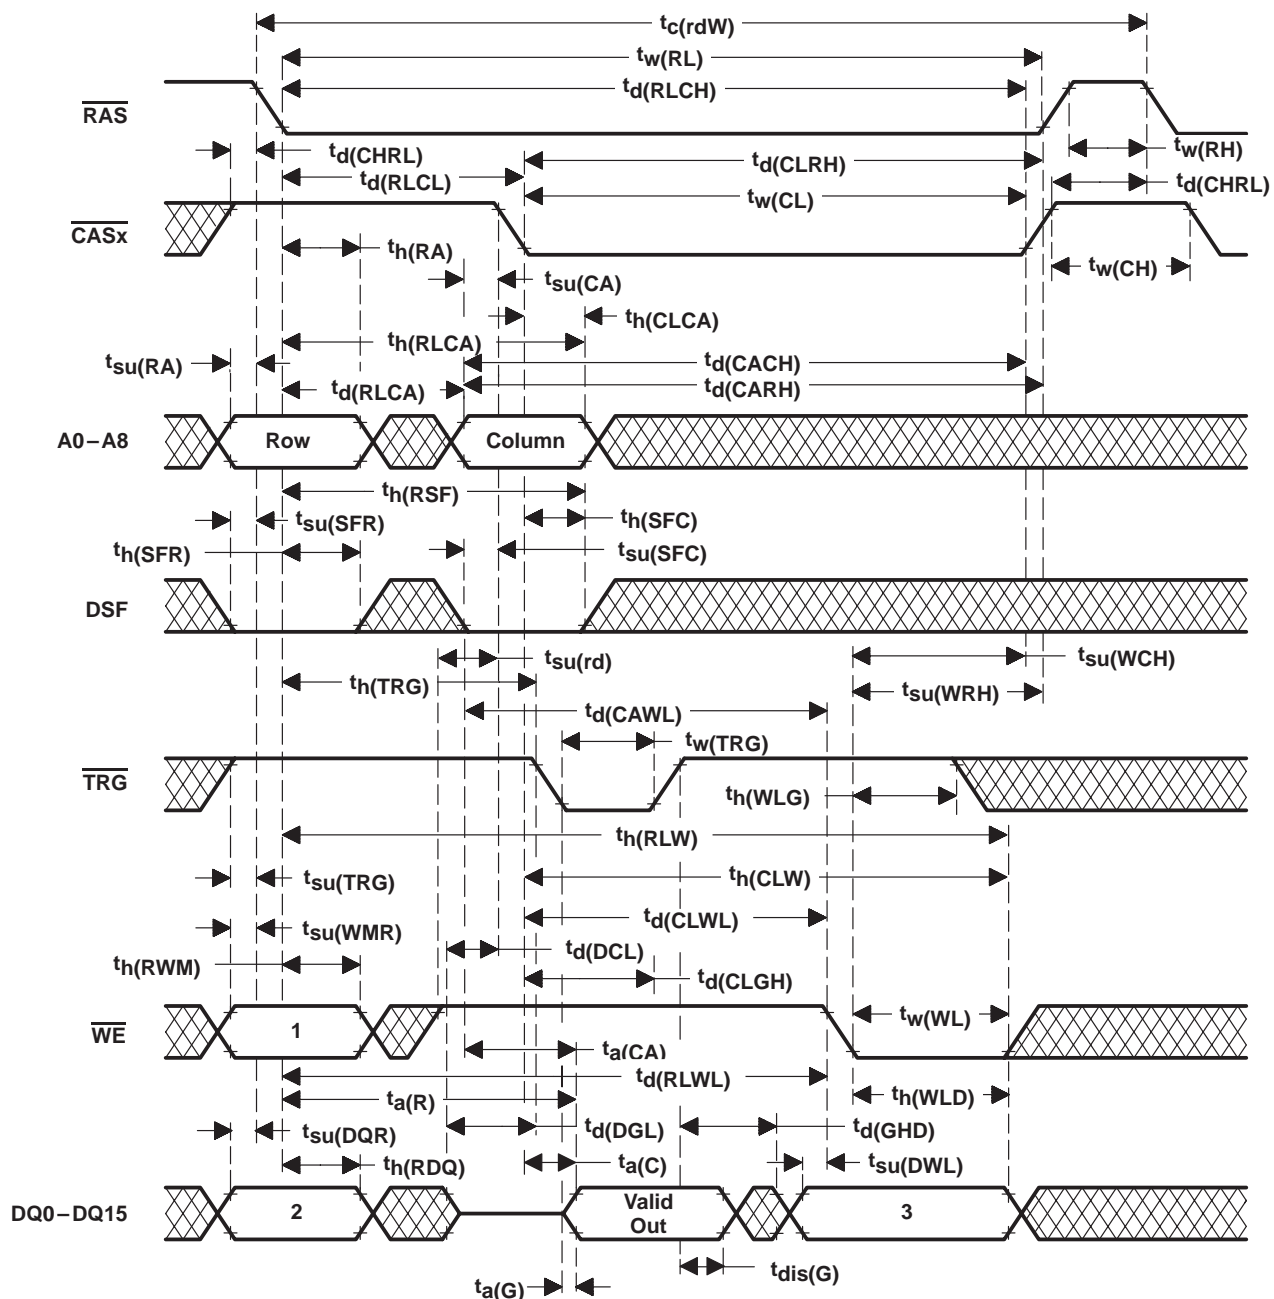 tc(rdW)
tw(RL)
td(RLCH)
RAS
td(CHRL)
tw(RH)
td(CLRH)
td(RLCL)
td(CHRL)
tw(CL)
CASx
th(RA)
tw(CH)
tsu(CA)
th(CLCA)
th(RLCA)
tsu(RA)
td(CACH)
td(RLCA)
td(CARH)
A0–A8
Row
Column
th(RSF)
tsu(SFR)
th(SFC)
th(SFR)
tsu(SFC)
DSF
tsu(rd)
tsu(WCH)
th(TRG)
tsu(WRH)
td(CAWL)
tw(TRG)
TRG
th(WLG)
th(RLW)
tsu(TRG)
th(CLW)
td(CLWL)
tsu(WMR)
td(DCL)
th(RWM)
td(CLGH)
WE
1
tw(WL)
ta(CA)
td(RLWL)
ta(R)
th(WLD)
tsu(DQR)
td(DGL)
td(GHD)
th(RDQ)
ta(C)
tsu(DWL)
DQ0–DQ15
2
Valid
Out
3
ta(G)
tdis(G)